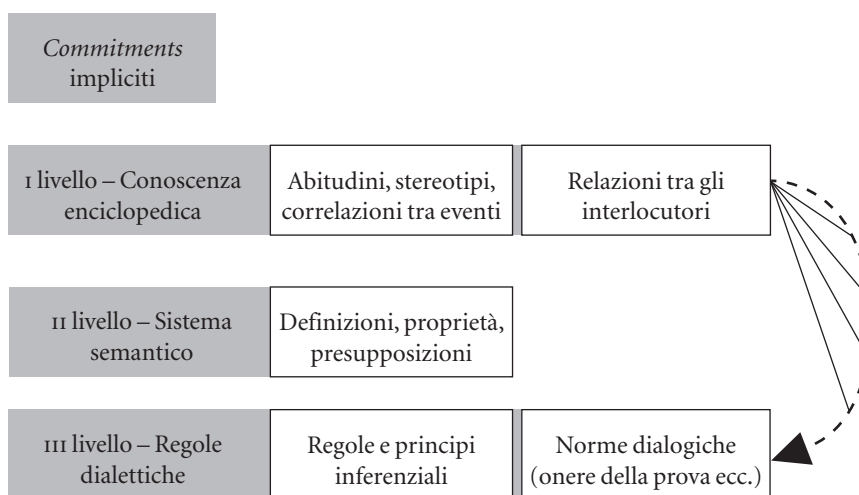 Commitments
impliciti
I livello – Conoscenza
enciclopedica
Abitudini, stereotipi,
correlazioni tra eventi
Relazioni tra gli
interlocutori
II livello – Sistema
semantico
Definizioni, proprietà,
presupposizioni
III livello – Regole
dialettiche
Regole e principi
inferenziali
Norme dialogiche
(onere della prova ecc.)